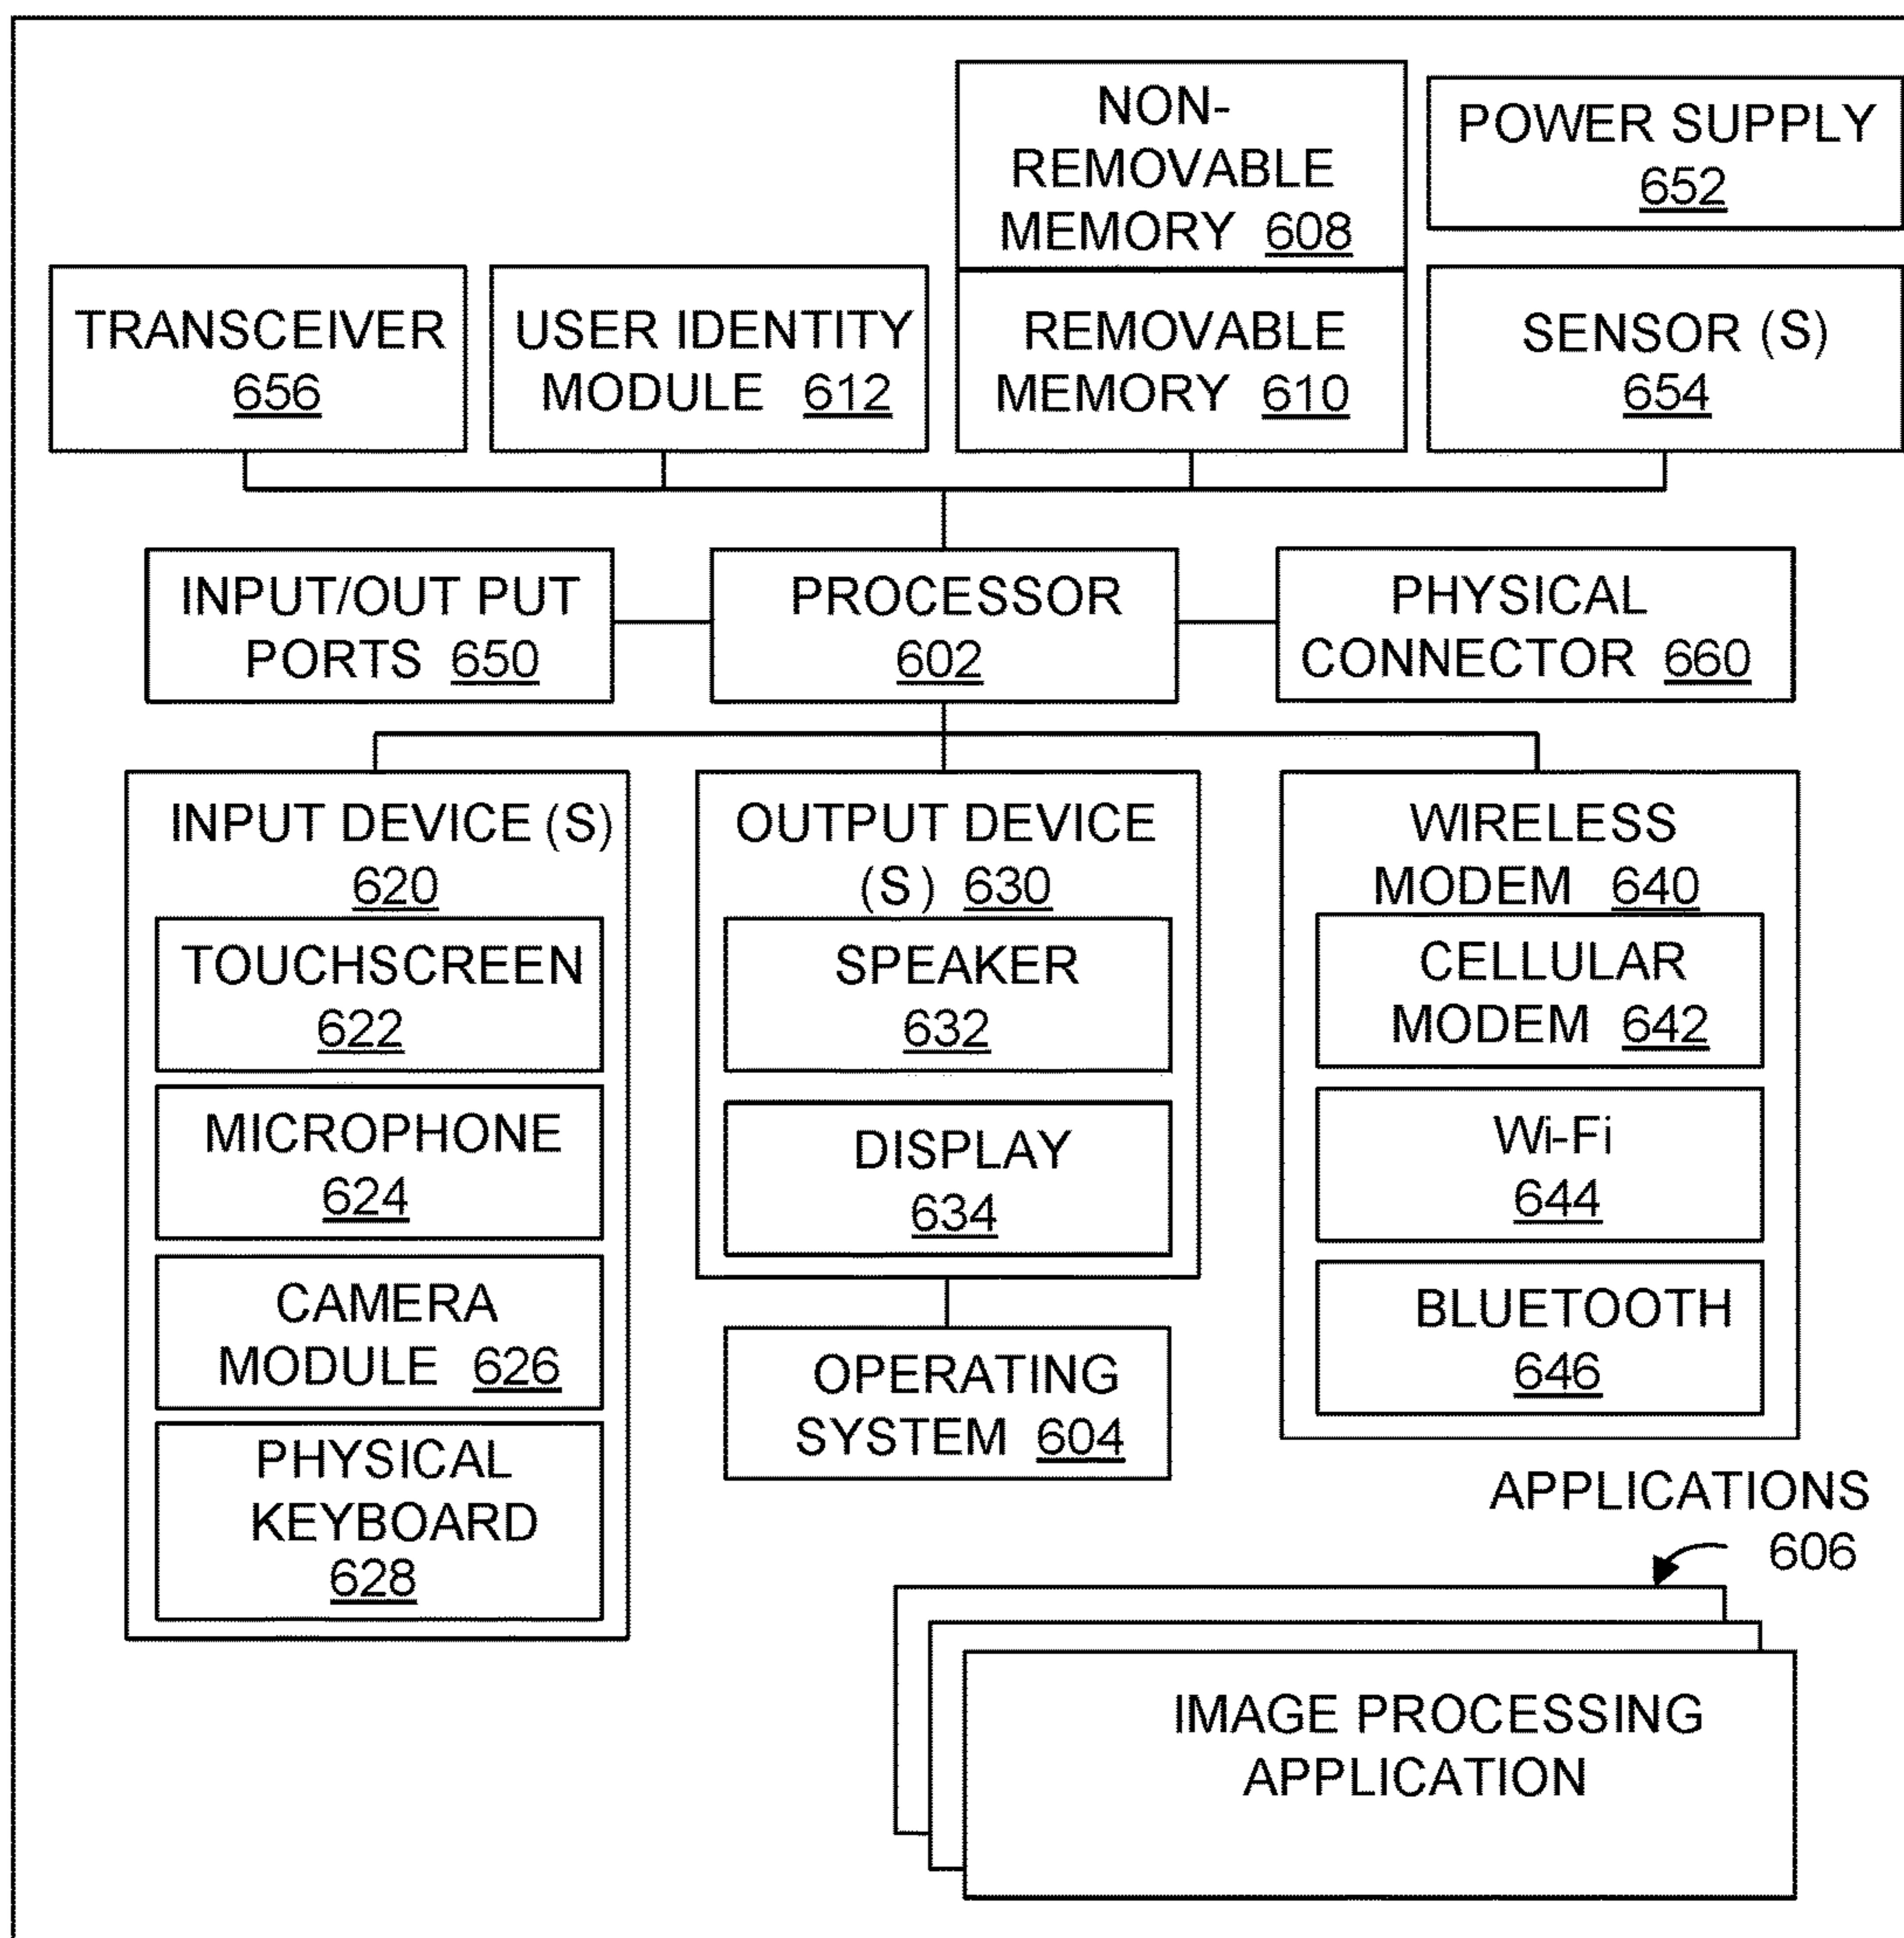 NON-
REMOVABLE
MEMORY 608
POWER SUPPLY
652
TRANSCEIVER
656
USER IDENTITY
MODULE 612
REMOVABLE
MEMORY 610
SENSOR (S)
654
INPUT/OUT PUT
PORTS 650
PROCESSOR
602
PHYSICAL
CONNECTOR 660
INPUT DEVICE (S)
620
TOUCHSCREEN
622
MICROPHONE
624
CAMERA
MODULE 626
PHYSICAL
KEYBOARD
628
OUTPUT DEVICE
(S) 630
SPEAKER
632
DISPLAY
634
OPERATING
SYSTEM 604
WIRELESS
MODEM 640
CELLULAR
MODEM 642
Wi-Fi
644
BLUETOOTH
646
APPLICATIONS
606
IMAGE PROCESSING
APPLICATION